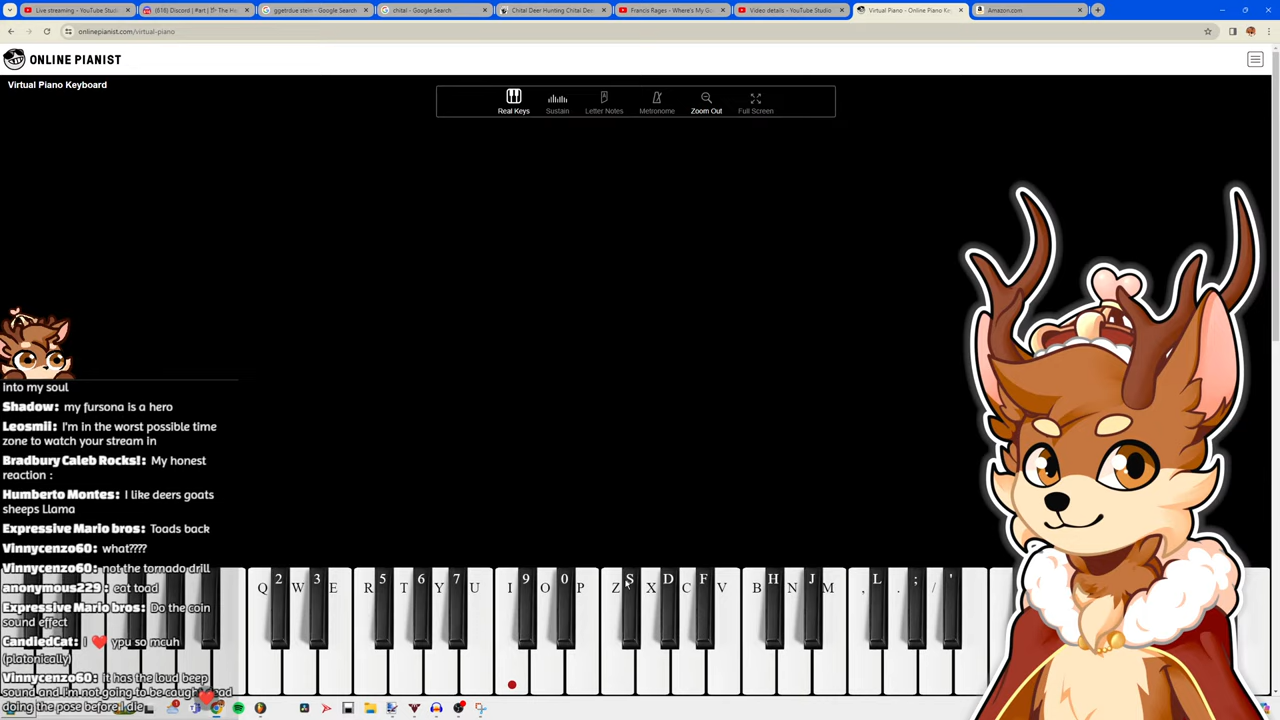 Live streaming - YouTube Studi
(618) Discord | Part | 
ggetrdue stein - Google Search
chital - Google Search
Chital Deer Hunting Chital Dee
Francis Rages - Where's My Go
Video details - YouTube Studio
Virtual Piano - Online Piano Ke
Amazon.com
onlinepianist.com/virtual-piano
ONLINE PIANIST
Virtual Piano Keyboard
Real Keys
Sustain
Letter Notes
Metronome
Zoom Out
Full Screen
into my soul
Shadow: my fursona is a hero
Leosmii: I'm in the worst possible time
zone to watch your stream in
Bradbury Caleb Rocks!: My honest
reaction :
Humberto Montes: I like deers goats
sheeps Llama
Expressive Mario bros: Toads back
Vinnycenzo60: what????
Vinnycenzo60: not the tornado drill
anonymous229: eat toad
Expressive Mario bros: Do the coin
sound effect
CandiedCat: I ❤ ypu so mcuh
(platonically)
Vinnycenzo60: it has the loud beep
sound and I'm not going to be caught dead
doing the pose before I die
2 3 5 6 7 9 0 S D F H J L ; '
Q W E R T Y U I O P Z X C V B N M , . /